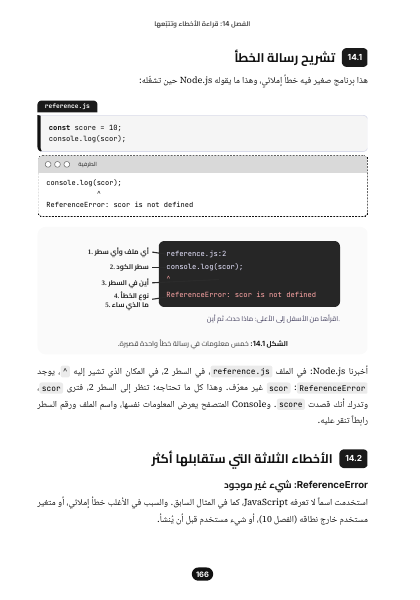 الفصل 14: قراءة الأخطاء وتتبّعها
14.1 تشريح رسالة الخطأ
هذا برنامج صغير فيه خطأ إملائي، وهذا ما يقوله Node.js حين تشغّله:
reference.js
const score = 10;
console.log(scor);
الطرفية:
console.log(scor);
^
ReferenceError: scor is not defined
reference.js:2
console.log(scor);
^
ReferenceError: scor is not defined
1. أي ملف وأي سطر
2. سطر الكود
3. أين في السطر
4. نوع الخطأ
5. ما الذي ساء
اقرأها من الأسفل إلى الأعلى: ماذا حدث، ثم أين.
الشكل 14.1: خمس معلومات في رسالة خطأ واحدة قصيرة.
أخبرنا Node.js: في الملف reference.js، في السطر 2، في المكان الذي تشير إليه ^، يوجد
ReferenceError: scor غير معرّف. وهذا كل ما تحتاجه: تنظر إلى السطر 2، فترى scor،
وتدرك أنك قصدت score. وConsole المتصفح يعرض المعلومات نفسها، واسم الملف ورقم السطر
رابطاً تنقر عليه.
14.2 الأخطاء الثلاثة التي ستقابلها أكثر
ReferenceError: شيء غير موجود
استخدمت اسماً لا تعرفه JavaScript، كما في المثال السابق. والسبب في الأغلب خطأ إملائي، أو متغير
مستخدم خارج نطاقه (الفصل 10)، أو شيء مستخدم قبل أن يُنشأ.
166